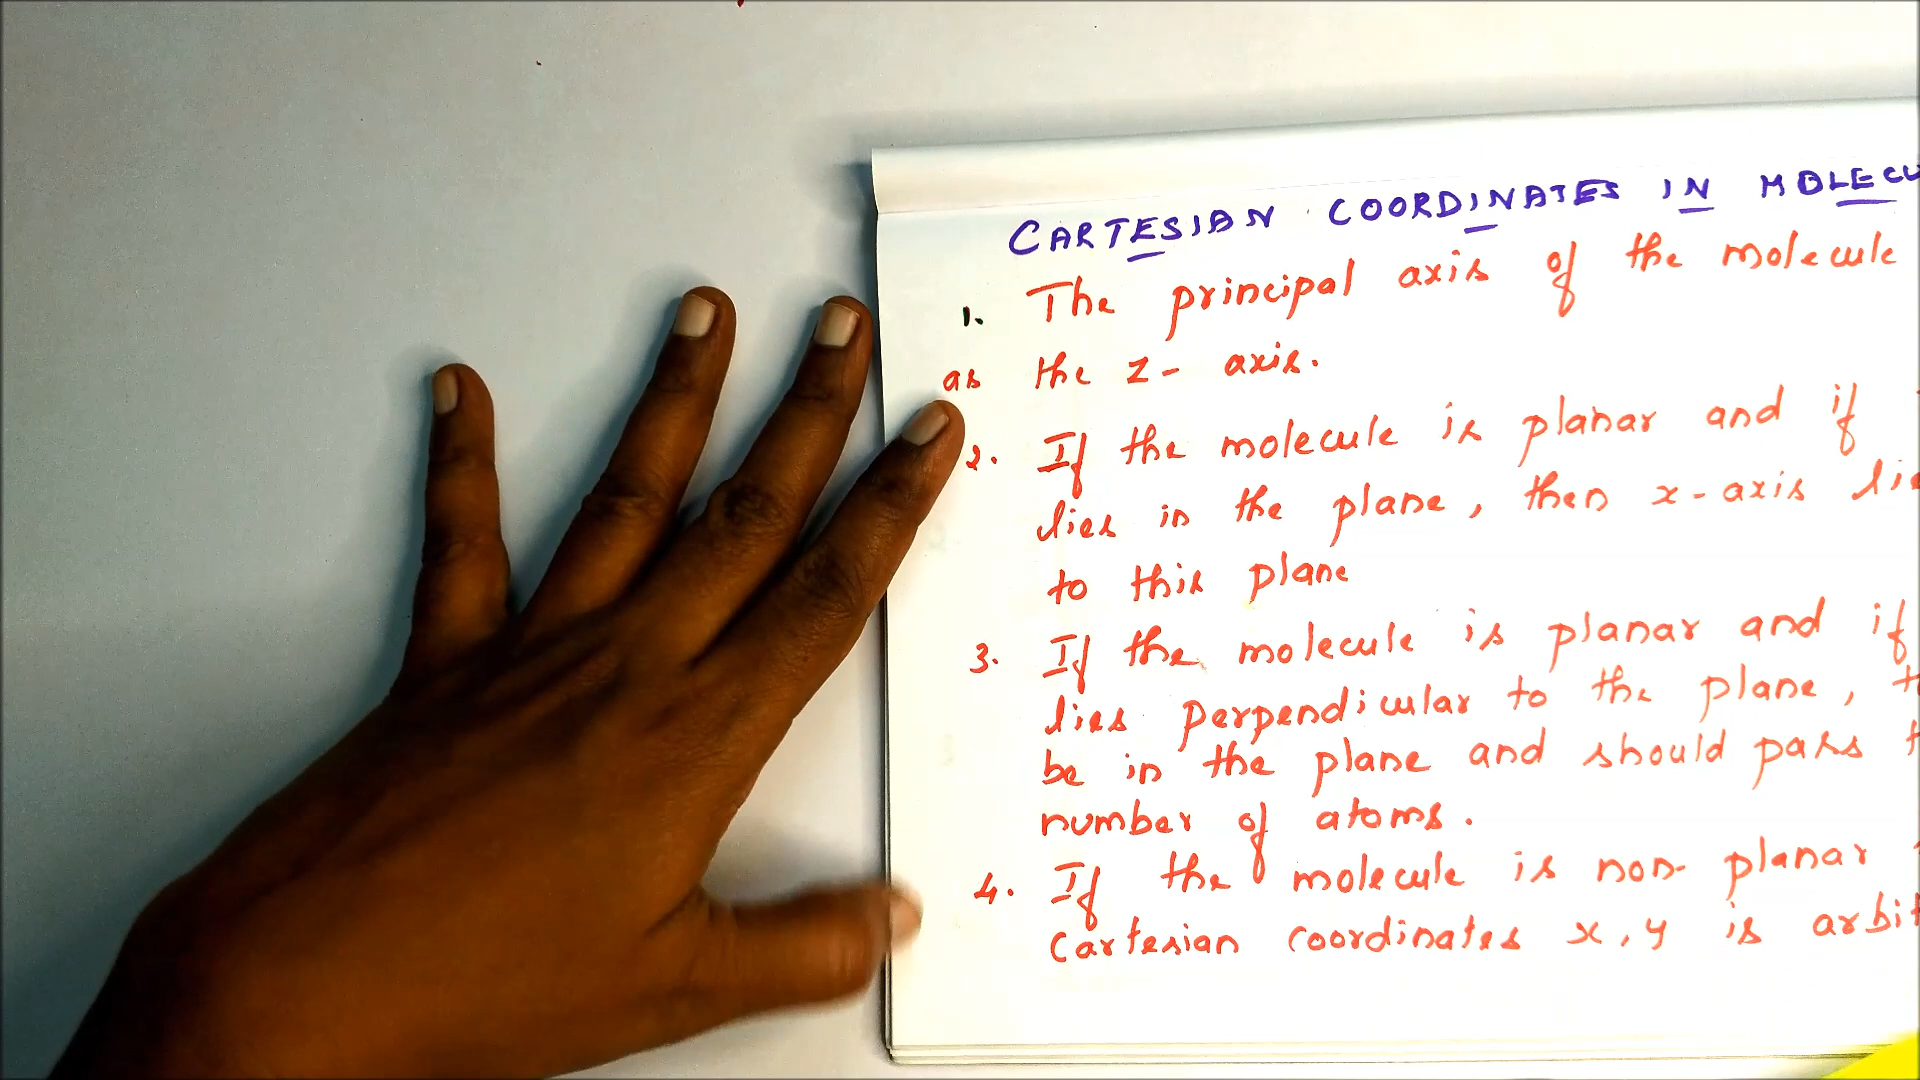 CARTESIAN COORDINATES IN MOLECU
1. The principal axis of the molecule
as the z- axis.
2. If the molecule is planar and if
lies in the plane, then x-axis lie
to this plane
3. If the molecule is planar and if
lies perpendicular to the plane,
be in the plane and should pass
number of atoms.
4. If the molecule is non- planar
Cartesian coordinates x, y is arbit